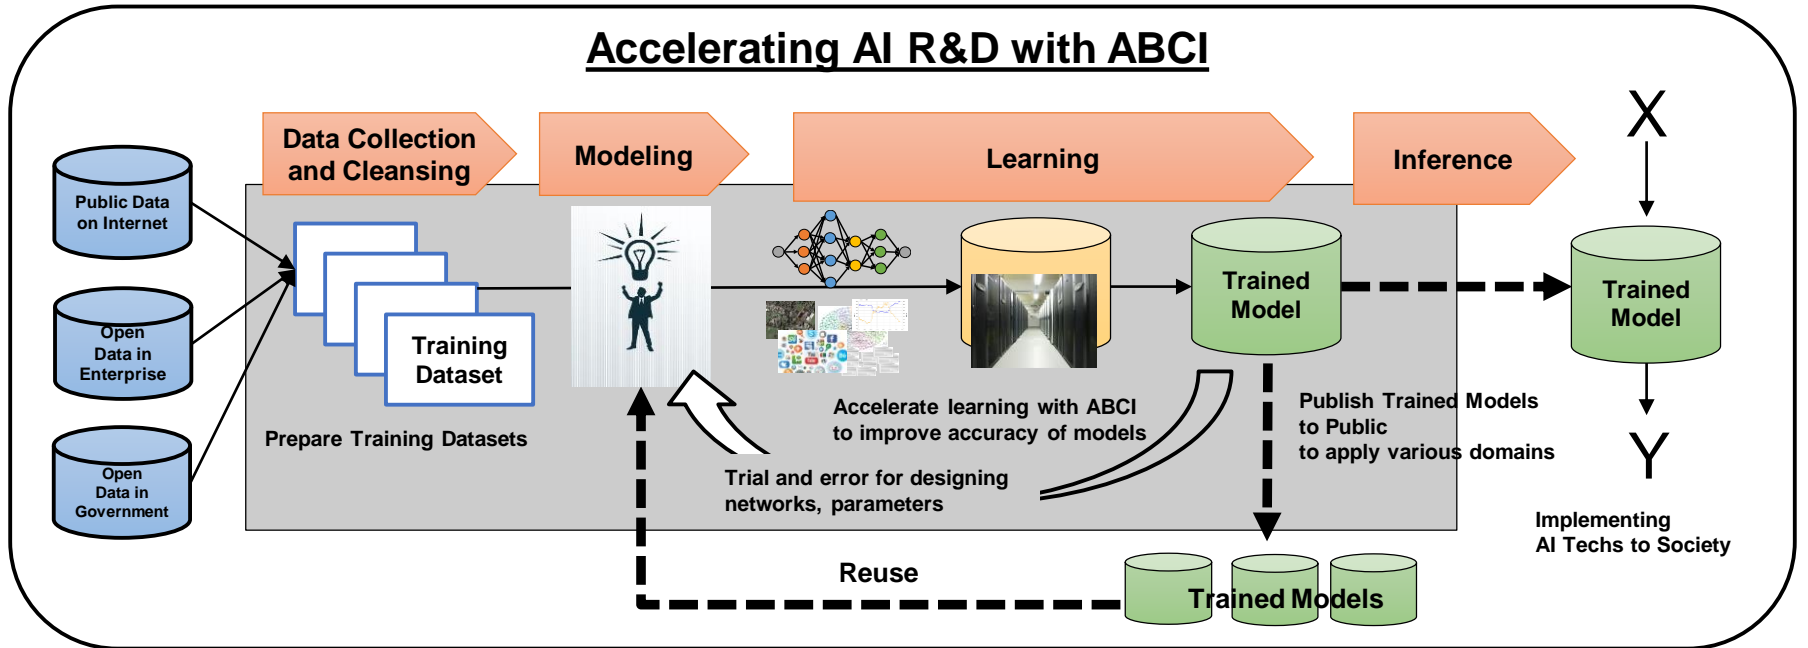 Accelerating AI R&D with ABCI
Data Collection
and Cleansing
Modeling
Learning
Inference
X
Public Data
on Internet
Open
Data in
Enterprise
Open
Data in
Government
Training
Dataset
Prepare Training Datasets
Trained
Model
Trained
Model
Accelerate learning with ABCI
to improve accuracy of models
Trial and error for designing
networks, parameters
Publish Trained Models
to Public
to apply various domains
Y
Implementing
AI Techs to Society
Reuse
Trained Models